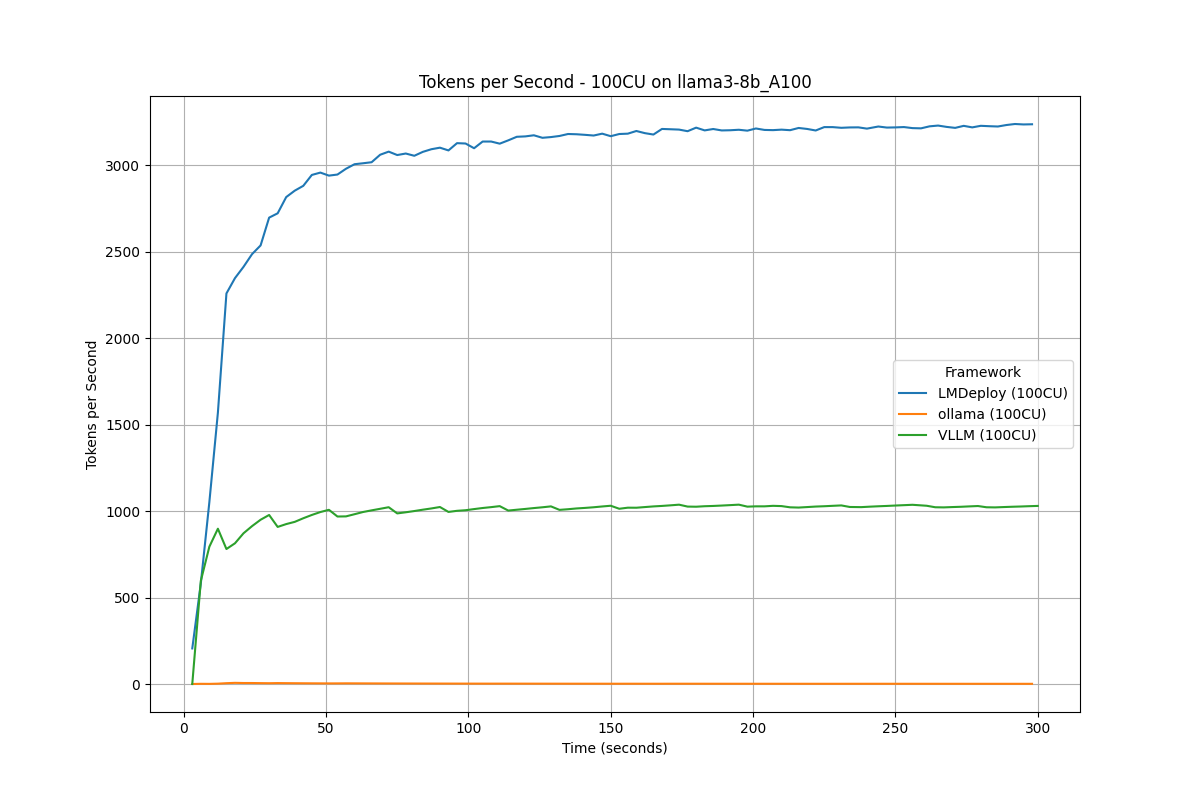 Tokens per Second - 100CU on llama3-8b_A100
Tokens per Second
3000
2500
2000
1500
1000
500
0
Framework
LMDeploy (100CU)
ollama (100CU)
VLLM (100CU)
0 50 100 150 200 250 300
Time (seconds)